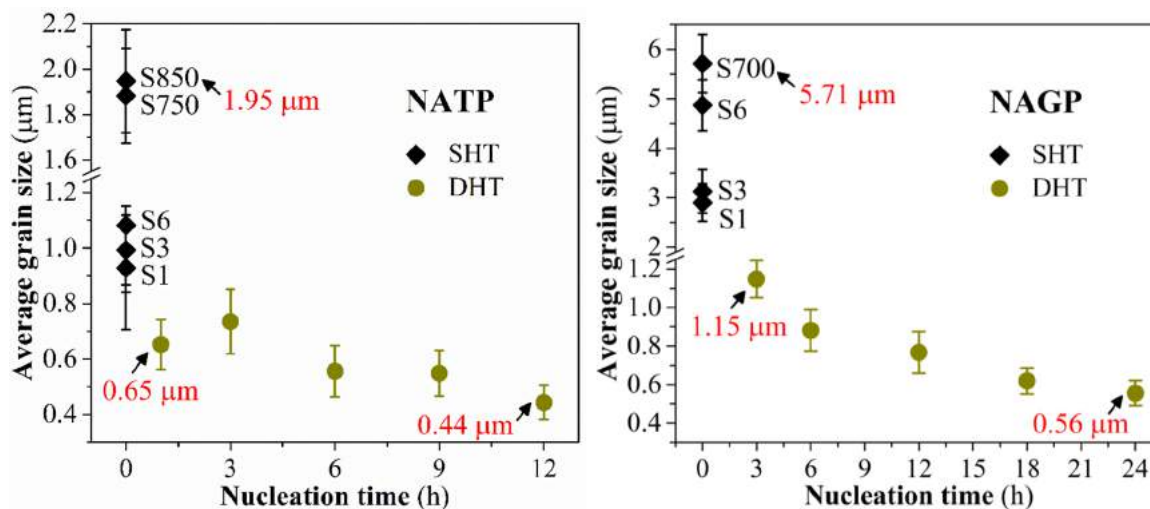 Average grain size (μm)
2.2
2.0
1.8
1.6
1.2
1.0
0.8
0.6
0.4
S850
S750
1.95 μm
NATP
SHT
DHT
S6
S3
S1
0.65 μm
0.44 μm
0 3 6 9 12
Nucleation time (h)
Average grain size (μm)
6
5
4
3
2
1.2
1.0
0.8
0.6
0.4
S700
S6
5.71 μm
NAGP
SHT
DHT
S3
S1
1.15 μm
0.56 μm
0 3 6 9 12 15 18 21 24
Nucleation time (h)